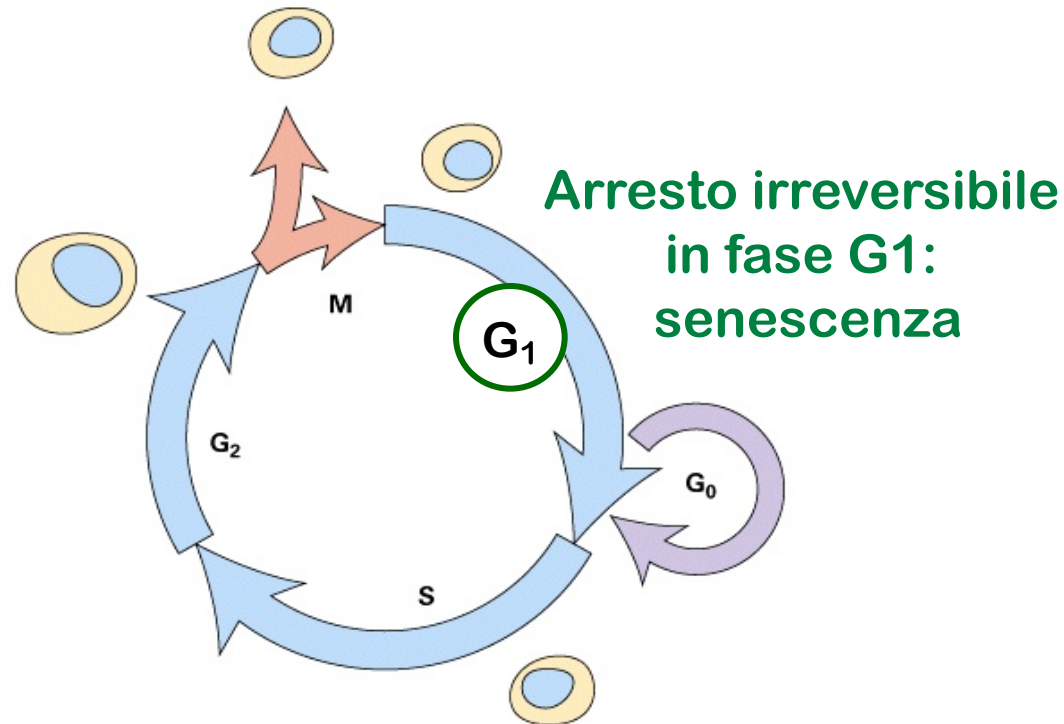 Arresto irreversibile
in fase G1:
senescenza
M
G₁
G₂
G₀
S